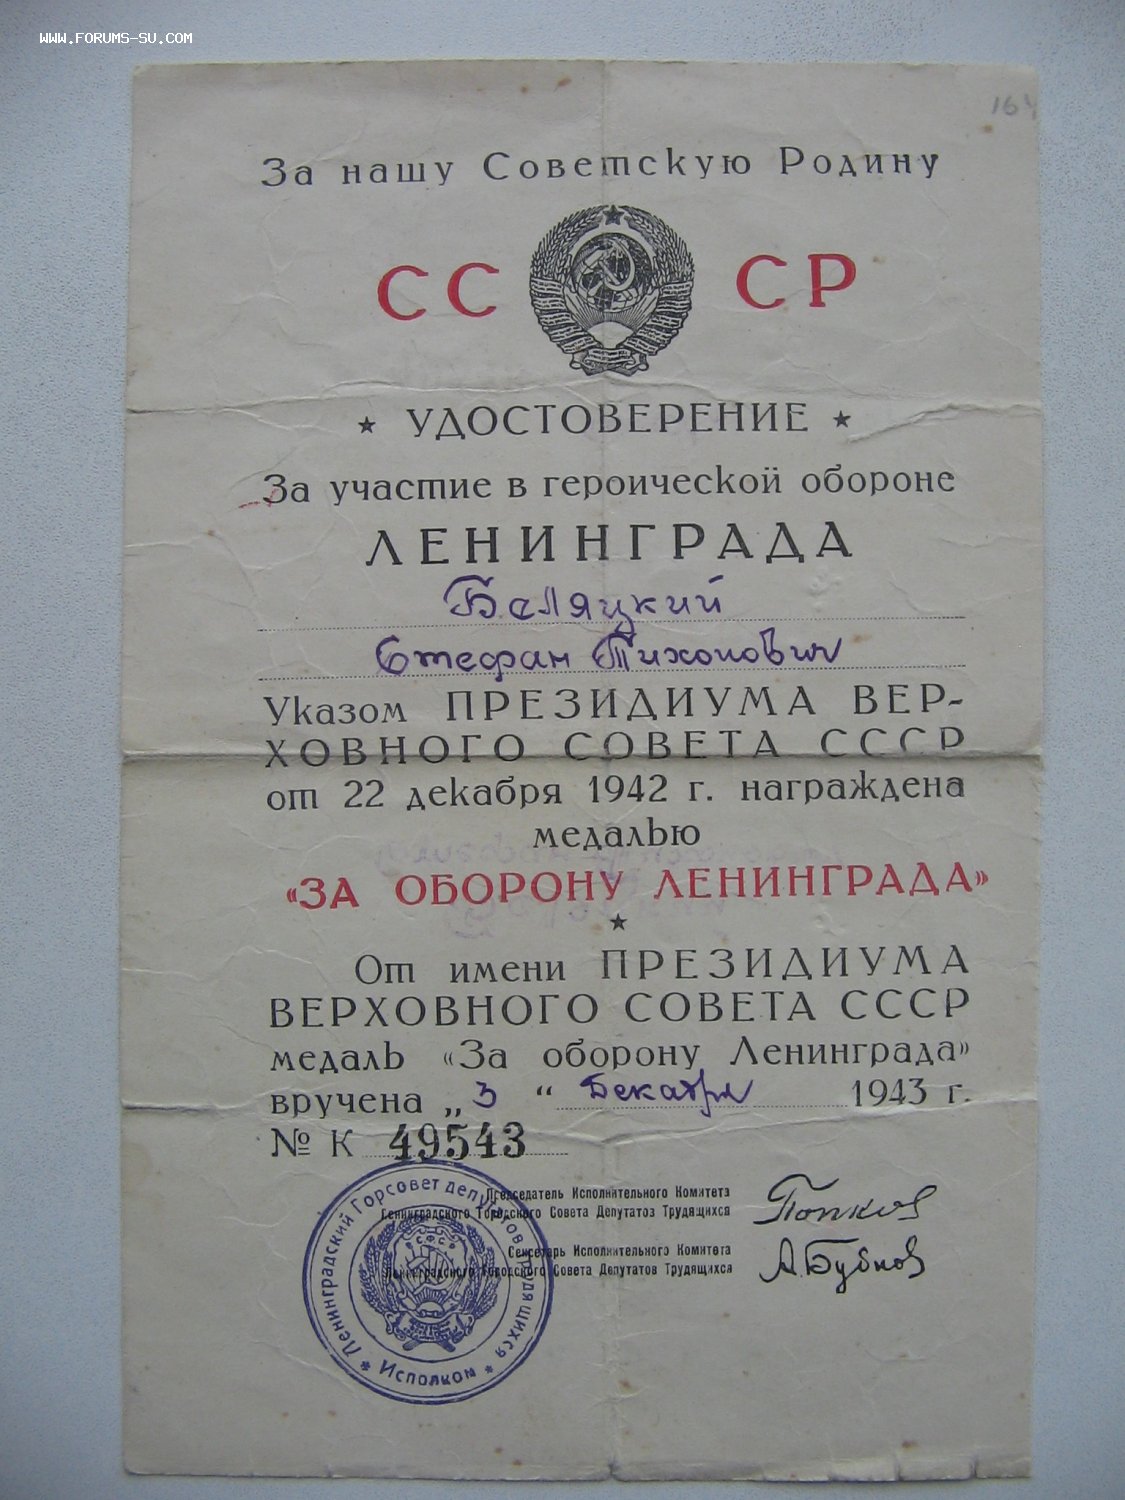 WWW.FORUMS-SU.COM
164
За нашу Советскую Родину
СС СР
★ УДОСТОВЕРЕНИЕ ★
За участие в героической обороне
ЛЕНИНГРАДА
Беляцкий
Стефан Тихонович
Указом ПРЕЗИДИУМА ВЕР-
ХОВНОГО СОВЕТА СССР
от 22 декабря 1942 г. награждена
медалью
«ЗА ОБОРОНУ ЛЕНИНГРАДА»
★
От имени ПРЕЗИДИУМА
ВЕРХОВНОГО СОВЕТА СССР
медаль «За оборону Ленинграда»
вручена „ 3 “ Декабря 1943 г.
№ К 49543
Председатель Исполнительного Комитета
Ленинградского Городского Совета Депутатов Трудящихся
Попков
Секретарь Исполнительного Комитета
Ленинградского Городского Совета Депутатов Трудящихся
А.Бубнов
Ленинградский Горсовет депутатов трудящихся
★ Исполком ★
РСФСР